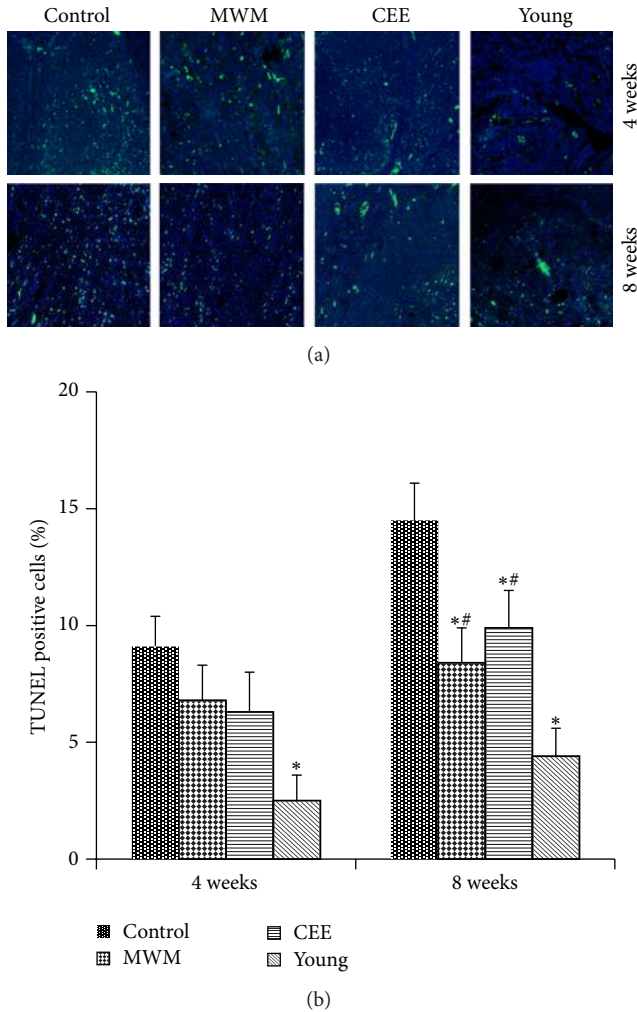 Control MWM CEE Young
4 weeks
8 weeks
(a)
20
15
10
5
0
TUNEL positive cells (%)
*
*#
*#
*
4 weeks 8 weeks
Control CEE
MWM Young
(b)